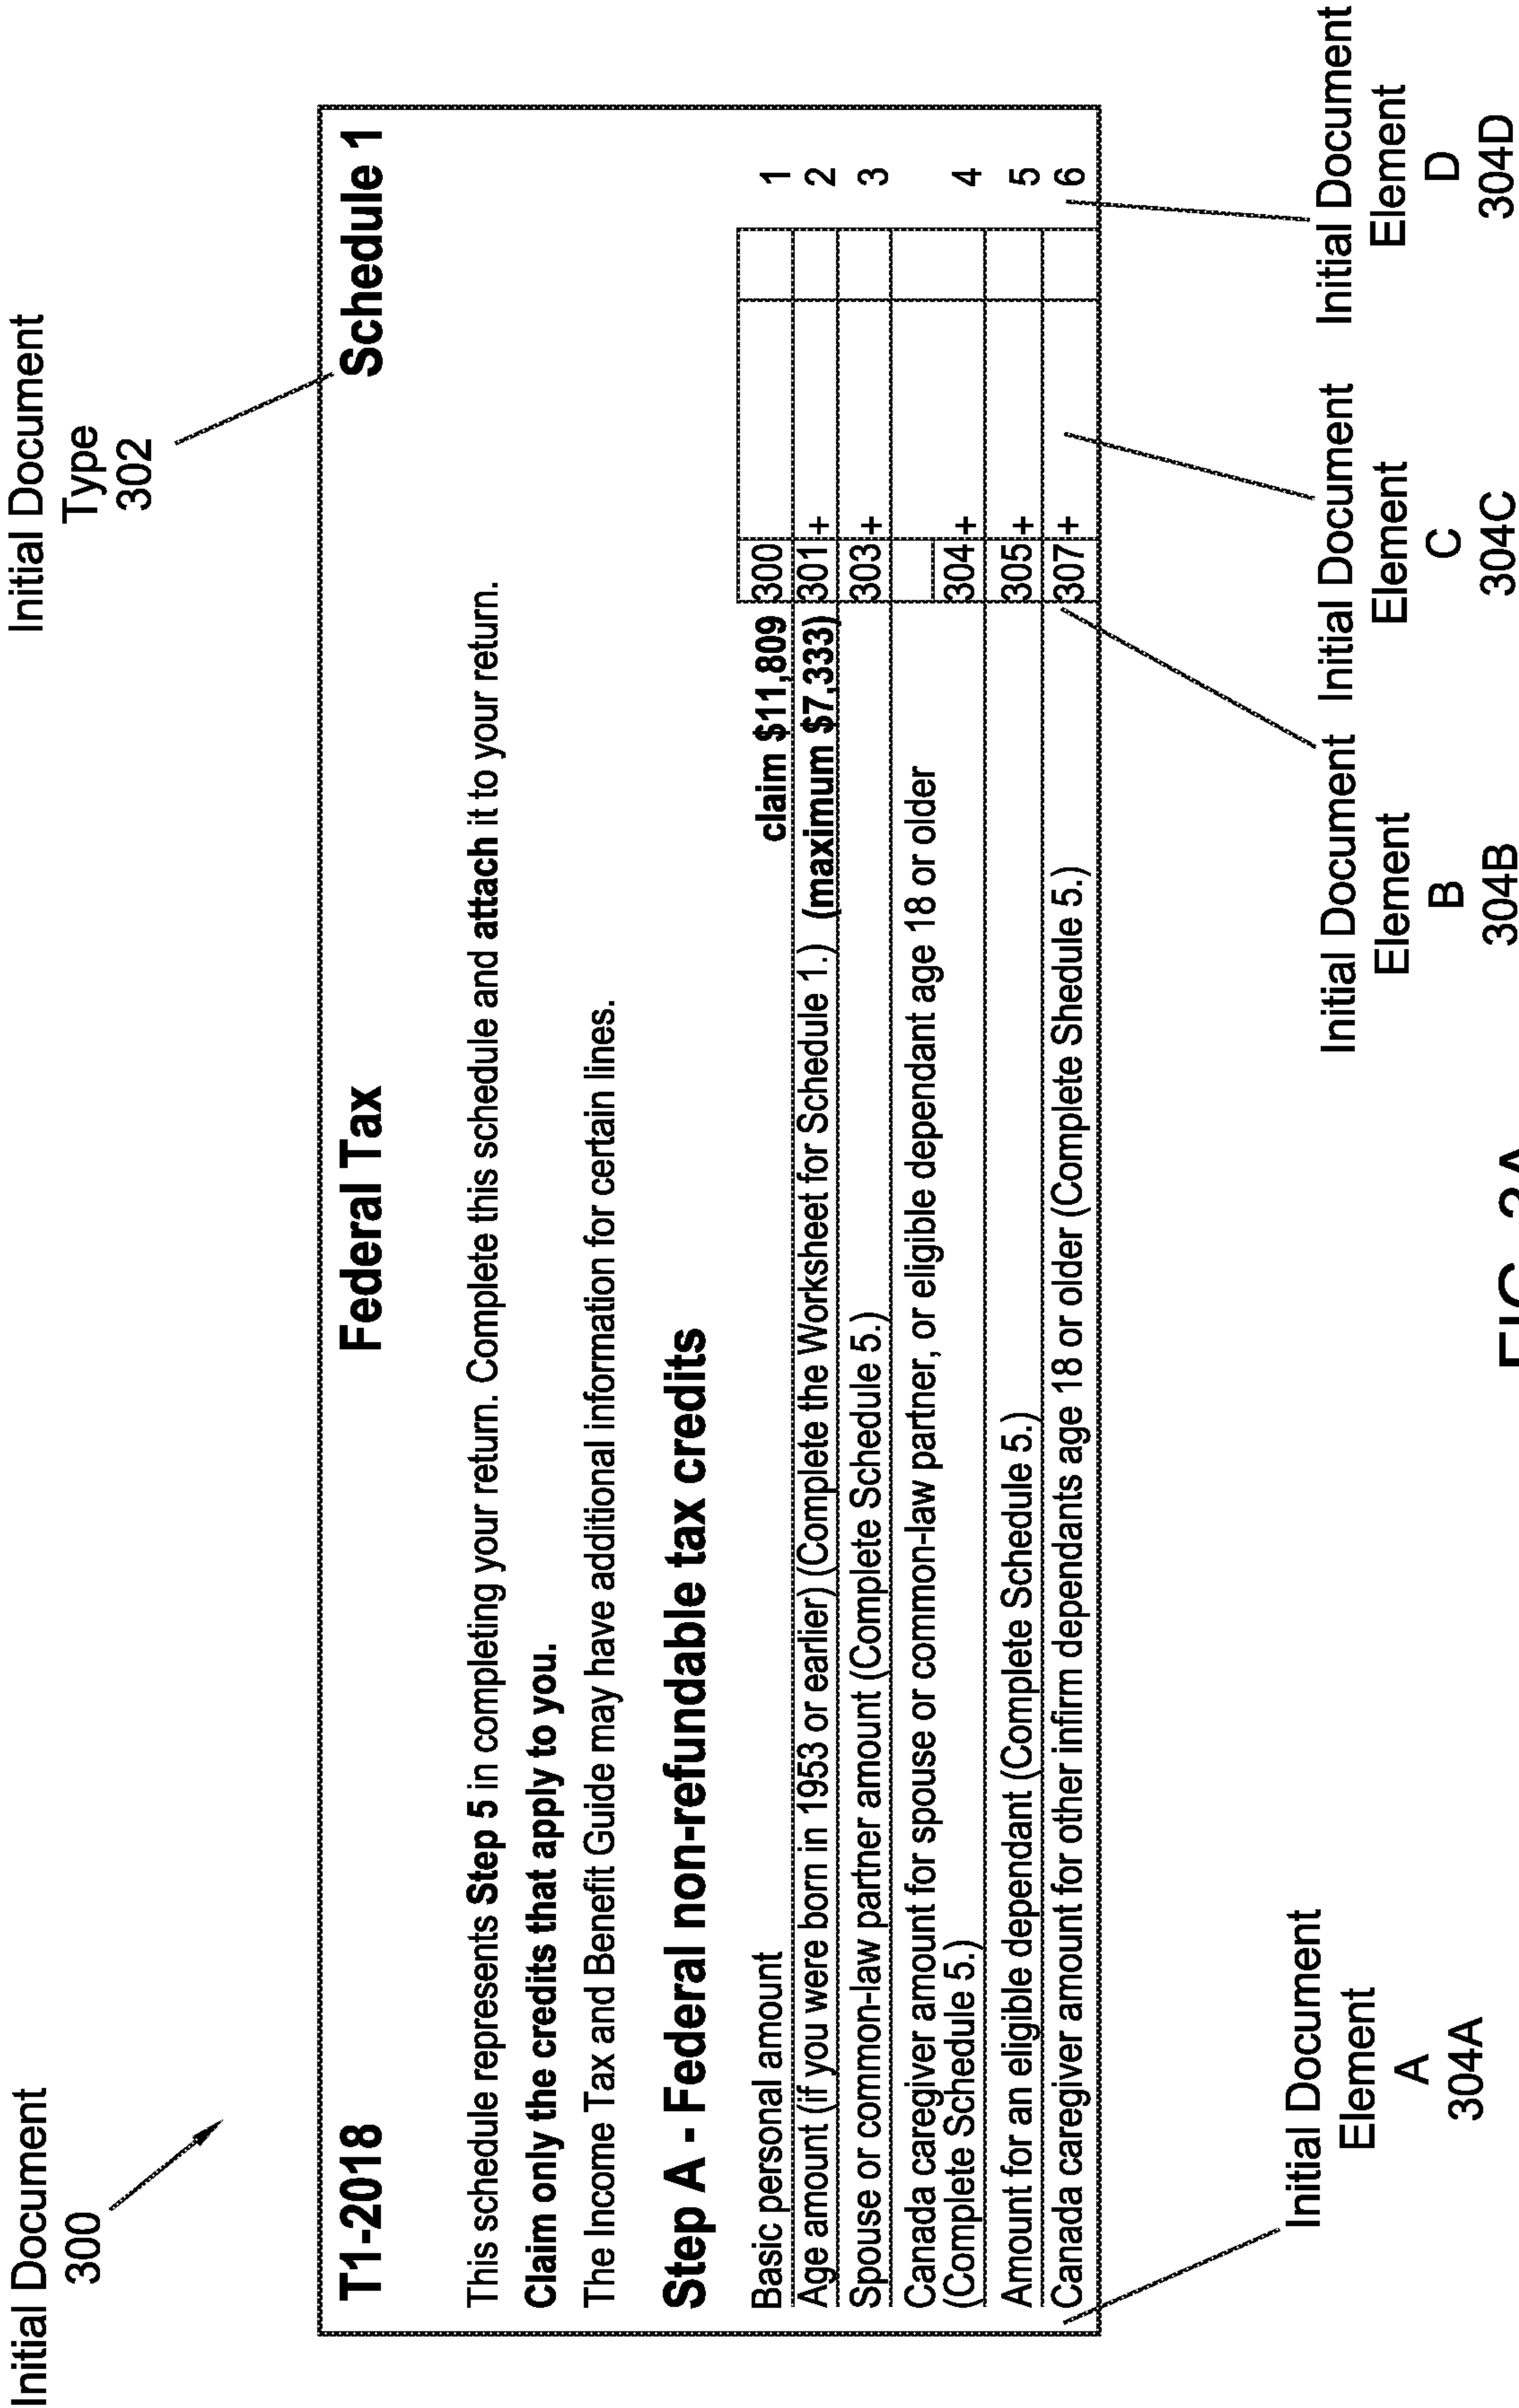 Initial Document
300
Initial Document
Type
302
T1-2018 Federal Tax Schedule 1
This schedule represents Step 5 in completing your return. Complete this schedule and attach it to your return.
Claim only the credits that apply to you.
The Income Tax and Benefit Guide may have additional information for certain lines.
Step A - Federal non-refundable tax credits
Basic personal amount claim $11,809 300 1
Age amount (if you were born in 1953 or earlier) (Complete the Worksheet for Schedule 1.) (maximum $7,333) 301 + 2
Spouse or common-law partner amount (Complete Schedule 5.) 303 + 3
Canada caregiver amount for spouse or common-law partner, or eligible dependant age 18 or older
(Complete Schedule 5.) 304 + 4
Amount for an eligible dependant (Complete Schedule 5.) 305 + 5
Canada caregiver amount for other infirm dependants age 18 or older (Complete Shedule 5.) 307 + 6
Initial Document
Element
A
304A
Initial Document
Element
B
304B
Initial Document
Element
C
304C
Initial Document
Element
D
304D